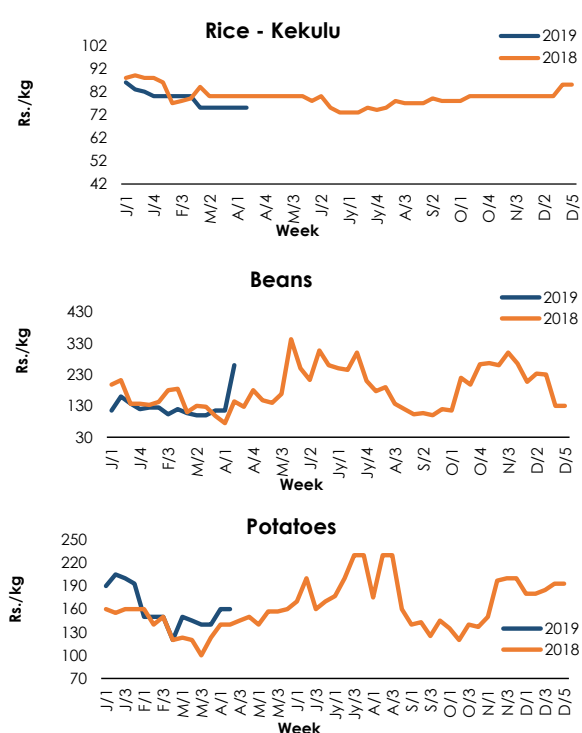 Rice - Kekulu
2019
2018
Rs./kg
102
92
82
72
62
52
42
J/1
J/4
F/3
M/2
A/1
A/4
M/3
J/2
Jy/1
Jy/4
A/3
S/2
O/1
O/4
N/3
D/2
D/5
Week
Beans
2019
2018
Rs./kg
430
330
230
130
30
J/1
J/4
F/3
M/2
A/1
A/4
M/3
J/2
Jy/1
Jy/4
A/3
S/2
O/1
O/4
N/3
D/2
D/5
Week
Potatoes
2019
2018
Rs./kg
250
220
190
160
130
100
70
J/1
J/3
F/1
F/3
M/1
M/3
A/1
A/3
M/1
M/3
J/1
J/3
Jy/1
Jy/3
A/1
A/3
S/1
S/3
O/1
O/3
N/1
N/3
D/1
D/3
D/5
Week